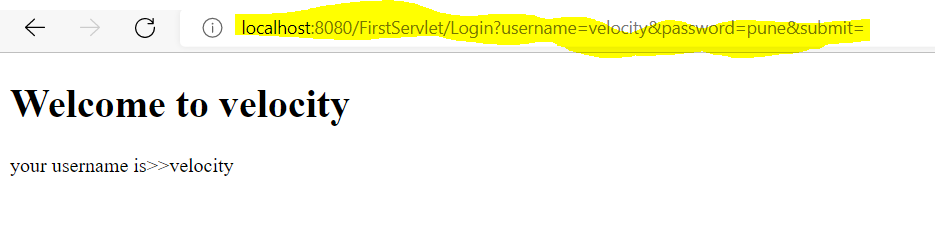 localhost:8080/FirstServlet/Login?username=velocity&password=pune&submit=
Welcome to velocity
your username is>>velocity